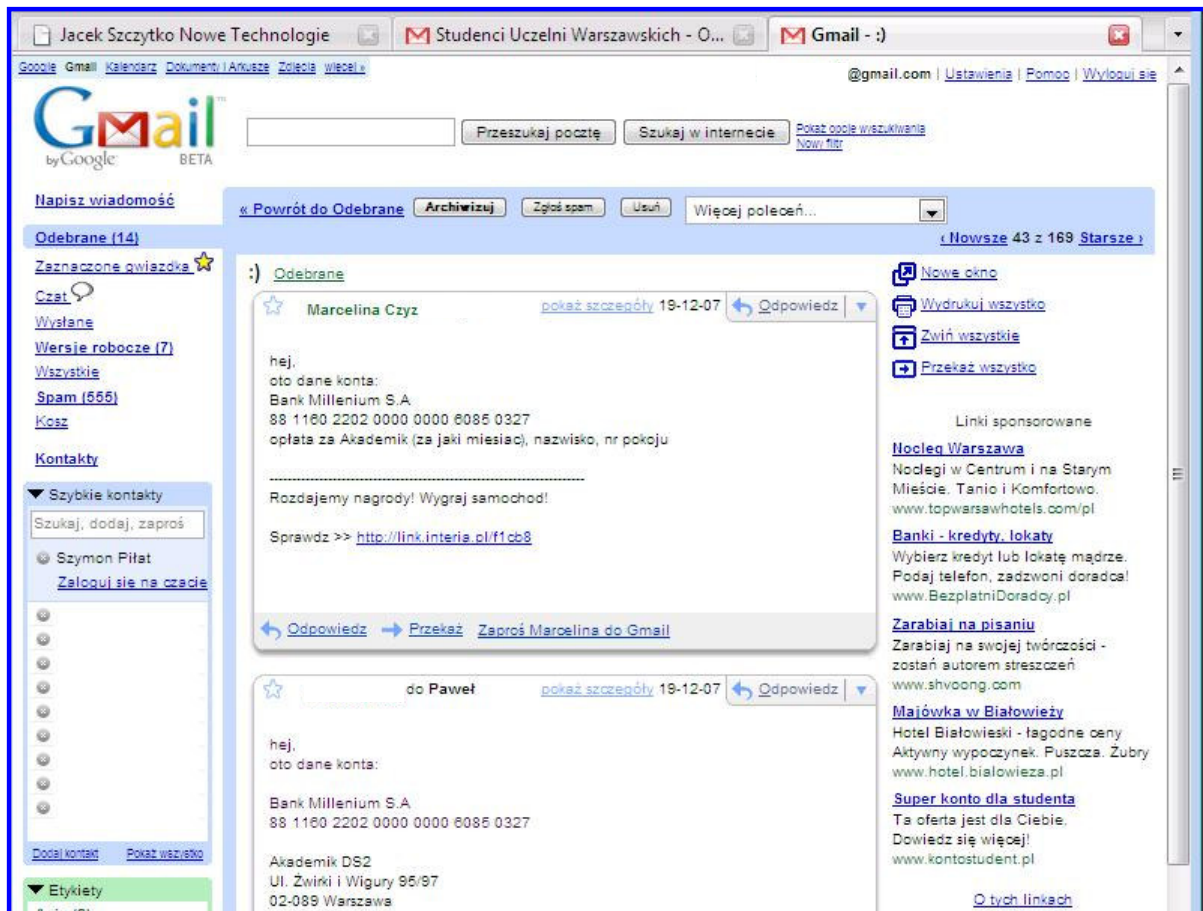 Jacek Szczytko Nowe Technologie
Studenci Uczelni Warszawskich - O...
Gmail - :)
Google Gmail Kalendarz Dokumenty i Arkusze Zdjęcia więcej »
@gmail.com | Ustawienia | Pomoc | Wyloguj się
Gmail™
by Google BETA
Przeszukaj pocztę
Szukaj w internecie
Pokaż opcje wyszukiwania
Nowy filtr
Napisz wiadomość
Odebrane (14)
Zaznaczone gwiazdką
Czat
Wysłane
Wersje robocze (7)
Wszystkie
Spam (555)
Kosz
Kontakty
Szybkie kontakty
Szukaj, dodaj, zaproś
Szymon Piłat
Zaloguj się na czacie
Dodaj kontakt Pokaż wszystko
Etykiety
« Powrót do Odebrane Archiwizuj Zgłoś spam Usuń Więcej poleceń...
‹ Nowsze 43 z 169 Starsze ›
:) Odebrane
Marcelina Czyz pokaż szczegóły 19-12-07 Odpowiedz
hej,
oto dane konta:
Bank Millenium S.A
88 1160 2202 0000 0000 6085 0327
opłata za Akademik (za jaki miesiac), nazwisko, nr pokoju
----------------------------------------------------------------------
Rozdajemy nagrody! Wygraj samochod!
Sprawdz >> http://link.interia.pl/f1cb8
Odpowiedz Przekaż Zaproś Marcelina do Gmail
do Paweł pokaż szczegóły 19-12-07 Odpowiedz
hej,
oto dane konta:
Bank Millenium S.A
88 1160 2202 0000 0000 6085 0327
Akademik DS2
Ul. Żwirki i Wigury 95/97
02-089 Warszawa
Nowe okno
Wydrukuj wszystko
Zwiń wszystkie
Przekaż wszystko
Linki sponsorowane
Nocleg Warszawa
Noclegi w Centrum i na Starym
Mieście. Tanio i Komfortowo.
www.topwarsawhotels.com/pl
Banki - kredyty, lokaty
Wybierz kredyt lub lokatę mądrze.
Podaj telefon, zadzwoni doradca!
www.BezplatniDoradcy.pl
Zarabiaj na pisaniu
Zarabiaj na swojej twórczości -
zostań autorem streszczeń
www.shvoong.com
Majówka w Białowieży
Hotel Białowieski - łagodne ceny
Aktywny wypoczynek. Puszcza. Żubry
www.hotel.bialowieza.pl
Super konto dla studenta
Ta oferta jest dla Ciebie.
Dowiedz się więcej!
www.kontostudent.pl
O tych linkach